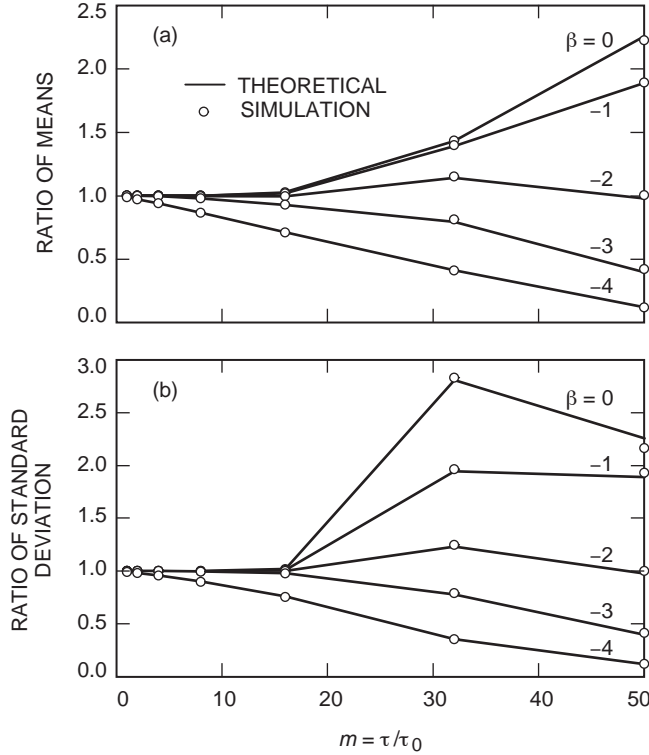 (a)
THEORETICAL
SIMULATION
β = 0
–1
–2
–3
–4
RATIO OF MEANS
2.5
2.0
1.5
1.0
0.5
0.0
(b)
β = 0
–1
–2
–3
–4
RATIO OF STANDARD
DEVIATION
3.0
2.5
2.0
1.5
1.0
0.5
0.0
0 10 20 30 40 50
m = τ/τ0